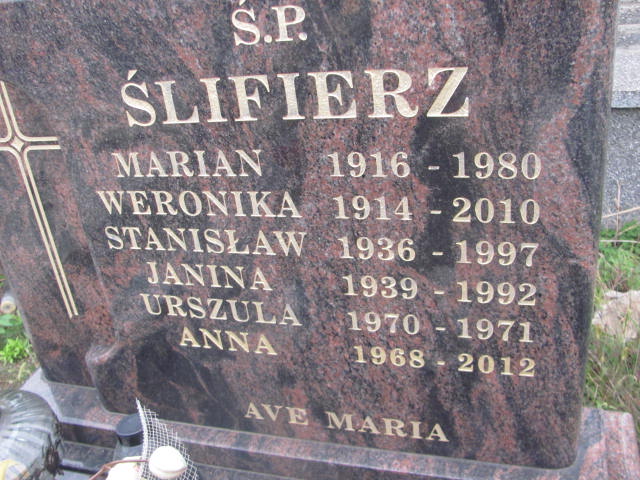 Ś.P.
ŚLIFIERZ
MARIAN 1916 - 1980
WERONIKA 1914 - 2010
STANISŁAW 1936 - 1997
JANINA 1939 - 1992
URSZULA 1970 - 1971
ANNA 1968 - 2012
AVE MARIA